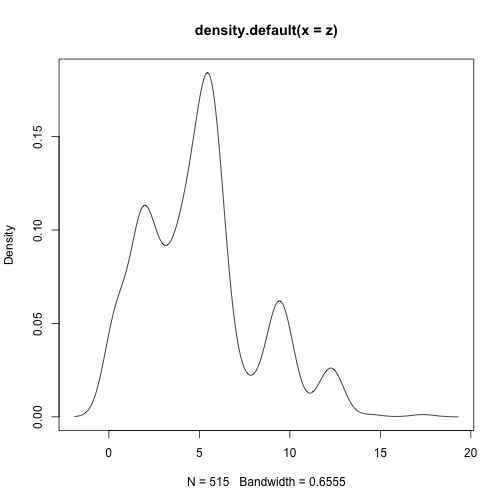 density.default(x = z)
Density
0.15
0.10
0.05
0.00
0 5 10 15 20
N = 515 Bandwidth = 0.6555